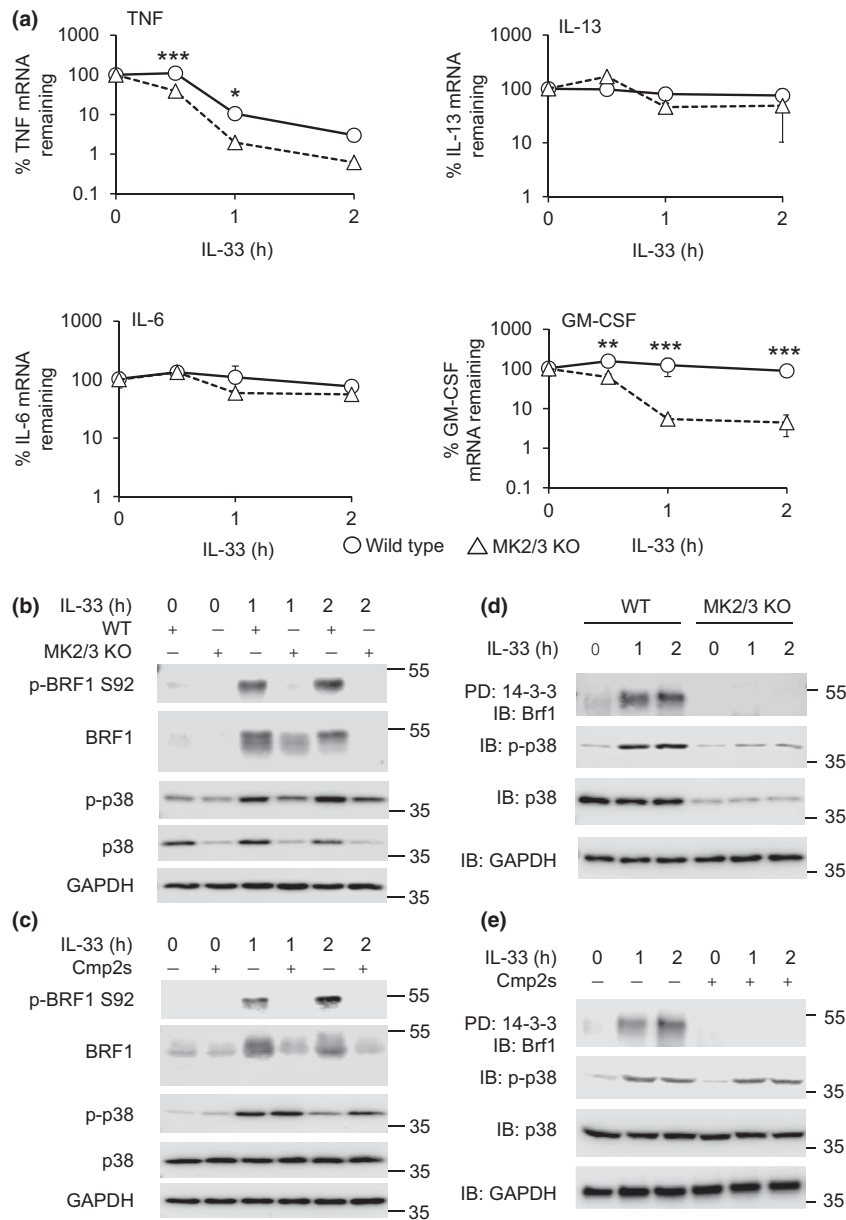 (a)
TNF
1000
100
10
1
0.1
% TNF mRNA
remaining
***
*
0 1 2
IL-33 (h)
IL-13
1000
100
10
1
% IL-13 mRNA
remaining
0 1 2
IL-33 (h)
IL-6
1000
100
10
1
% IL-6 mRNA
remaining
0 1 2
IL-33 (h)
GM-CSF
1000
100
10
1
0.1
% GM-CSF
mRNA remaining
** *** ***
0 1 2
IL-33 (h)
Wild type MK2/3 KO
(b)
IL-33 (h) 0 0 1 1 2 2
WT + – + – + –
MK2/3 KO – + – + – +
p-BRF1 S92 55
BRF1 55
p-p38 35
p38 35
GAPDH 35
(c)
IL-33 (h) 0 0 1 1 2 2
Cmp2s – + – + – +
p-BRF1 S92 55
BRF1 55
p-p38 35
p38 35
GAPDH 35
(d)
WT MK2/3 KO
IL-33 (h) 0 1 2 0 1 2
PD: 14-3-3 55
IB: Brf1
IB: p-p38 35
IB: p38 35
IB: GAPDH 35
(e)
IL-33 (h) 0 1 2 0 1 2
Cmp2s – – – + + +
PD: 14-3-3 55
IB: Brf1
IB: p-p38 35
IB: p38 35
IB: GAPDH 35